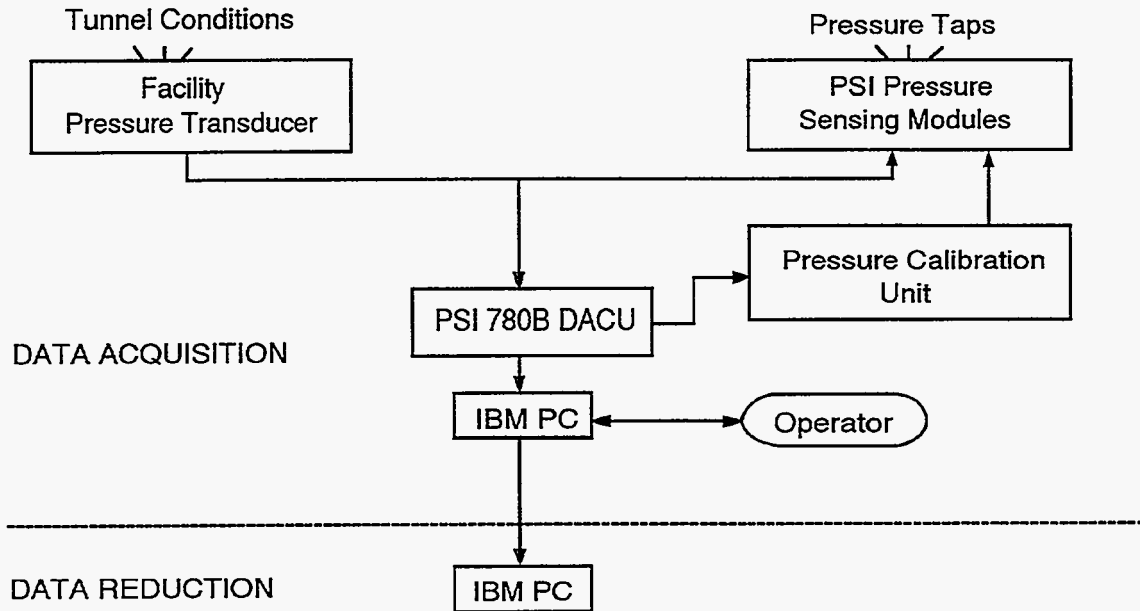 Tunnel Conditions
Facility
Pressure Transducer
Pressure Taps
PSI Pressure
Sensing Modules
Pressure Calibration
Unit
PSI 780B DACU
DATA ACQUISITION
IBM PC
Operator
DATA REDUCTION
IBM PC